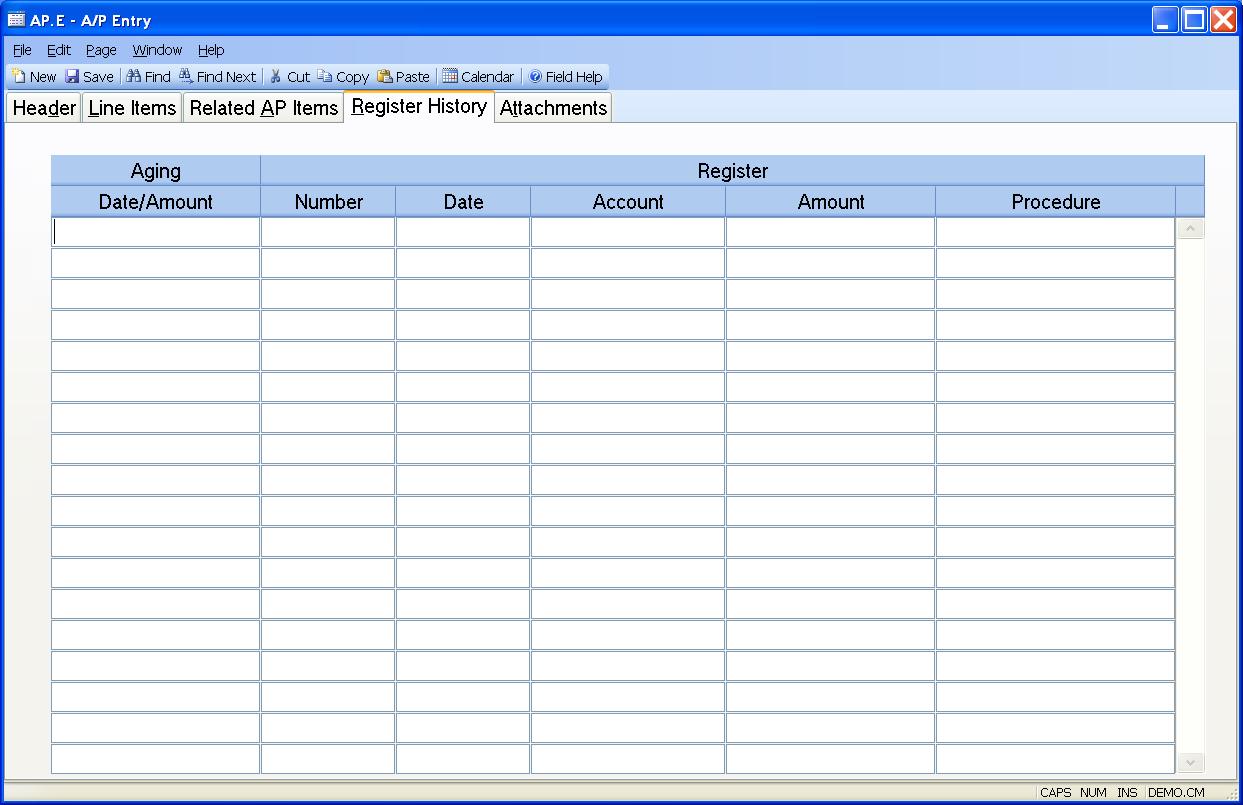 AP.E - A/P Entry
File Edit Page Window Help
New Save Find Find Next Cut Copy Paste Calendar Field Help
Header Line Items Related AP Items Register History Attachments
Aging Register
Date/Amount Number Date Account Amount Procedure
CAPS NUM INS DEMO.CM